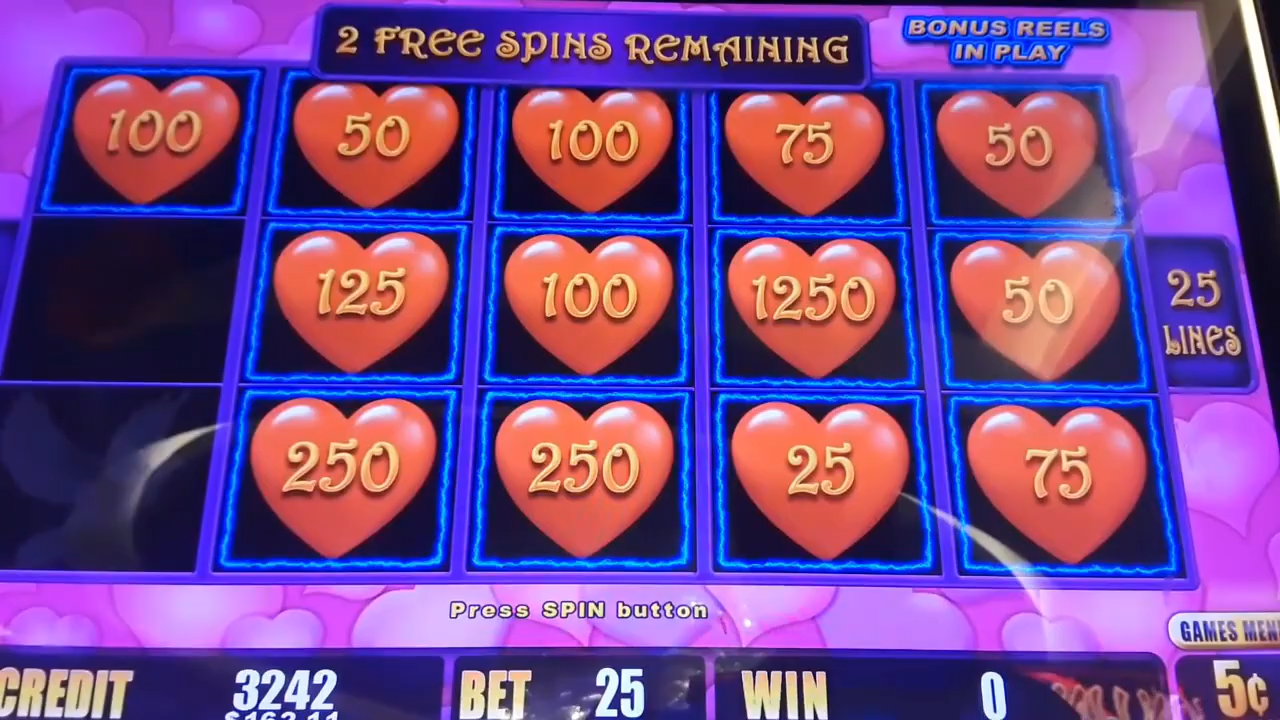 2 FREE SPINS REMAINING
BONUS REELS
IN PLAY
100 50 100 75 50
125 100 1250 50
25
LINES
250 250 25 75
Press SPIN button
GAMES
CREDIT 3242 BET 25 WIN 0 5¢